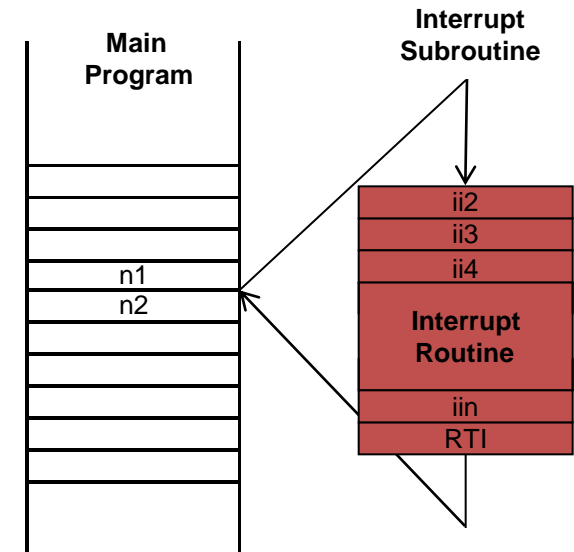 Main
Program
n1
n2
Interrupt
Subroutine
ii2
ii3
ii4
Interrupt
Routine
iin
RTI